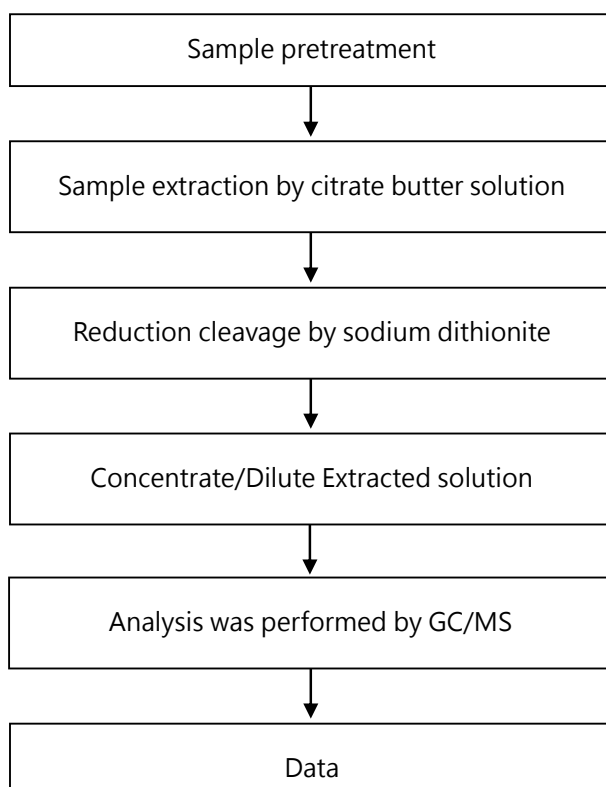 Sample pretreatment
Sample extraction by citrate butter solution
Reduction cleavage by sodium dithionite
Concentrate/Dilute Extracted solution
Analysis was performed by GC/MS
Data